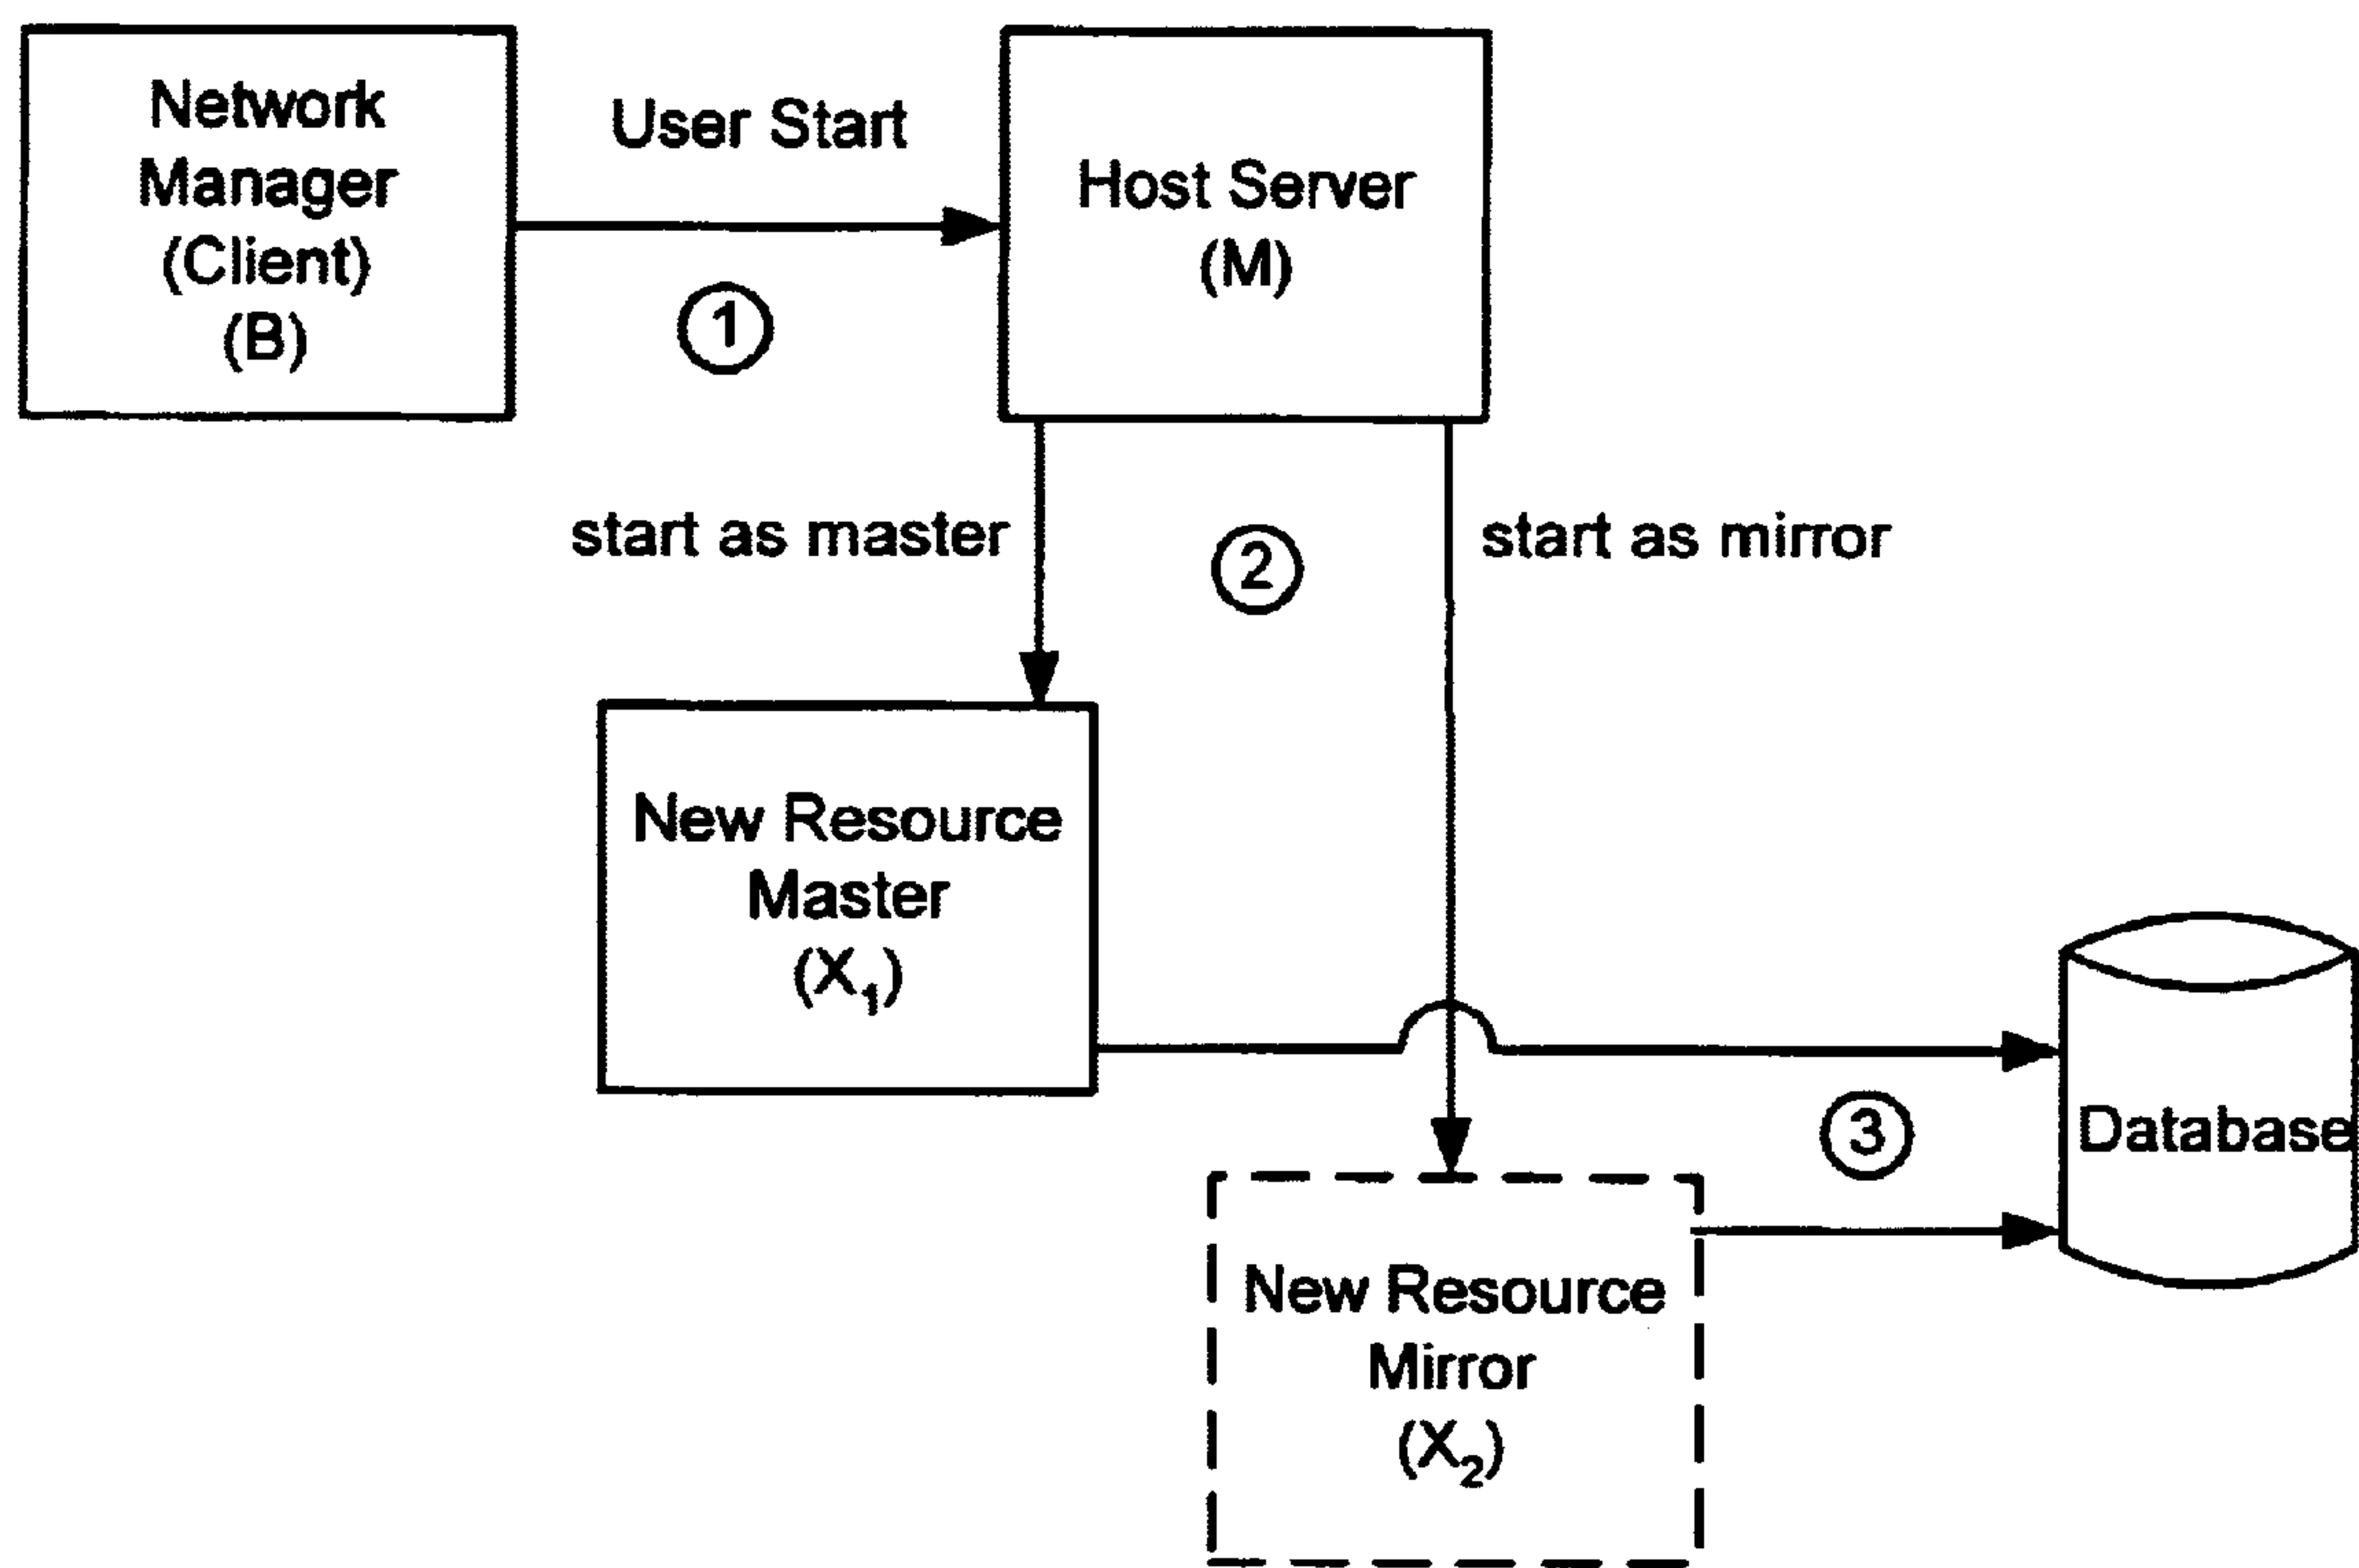 Network
Manager
(Client)
(B)
User Start
1
Host Server
(M)
start as master
2
start as mirror
New Resource
Master
(X₁)
3
Database
New Resource
Mirror
(X₂)